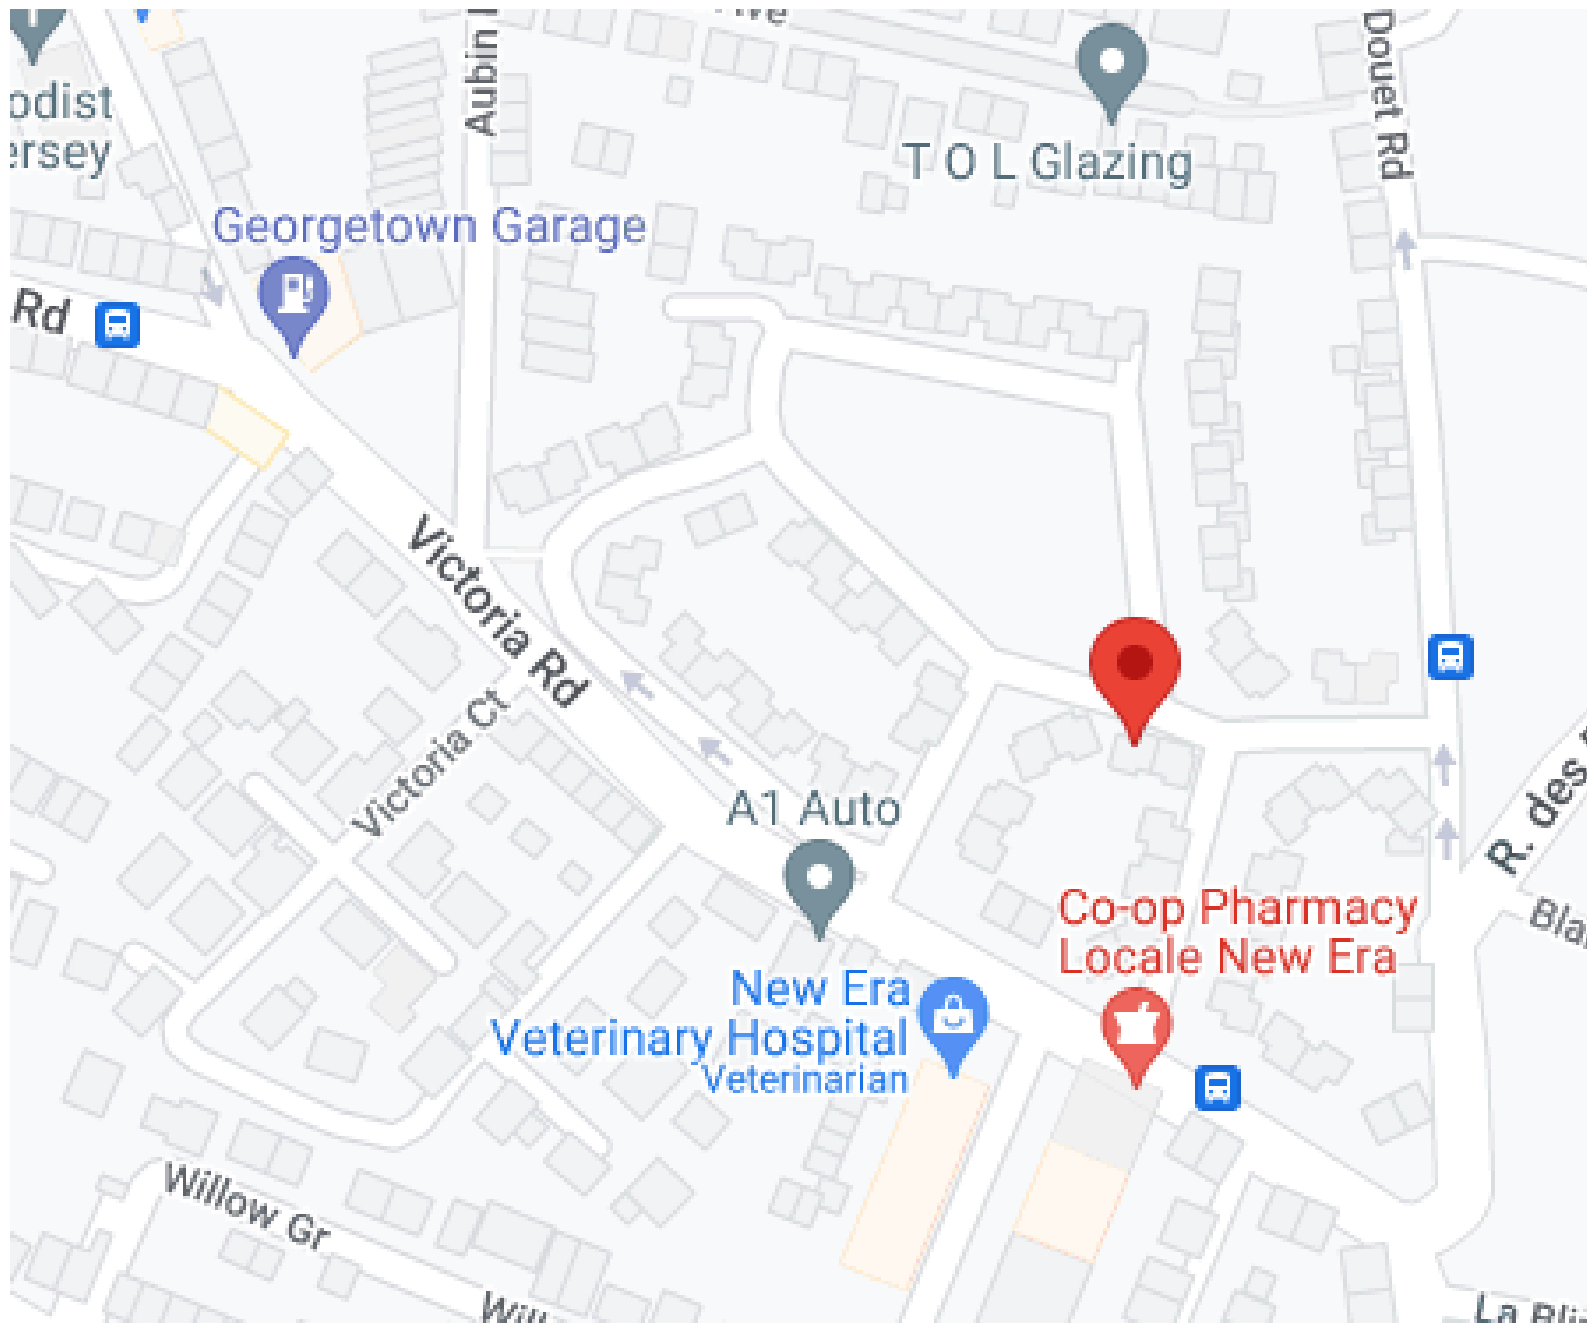 Aubin
Douet Rd
odist
ersey
T O L Glazing
Georgetown Garage
Rd
Victoria Rd
Victoria Ct
A1 Auto
R. des
Co-op Pharmacy
Locale New Era
New Era
Veterinary Hospital
Veterinarian
Willow Gr
La